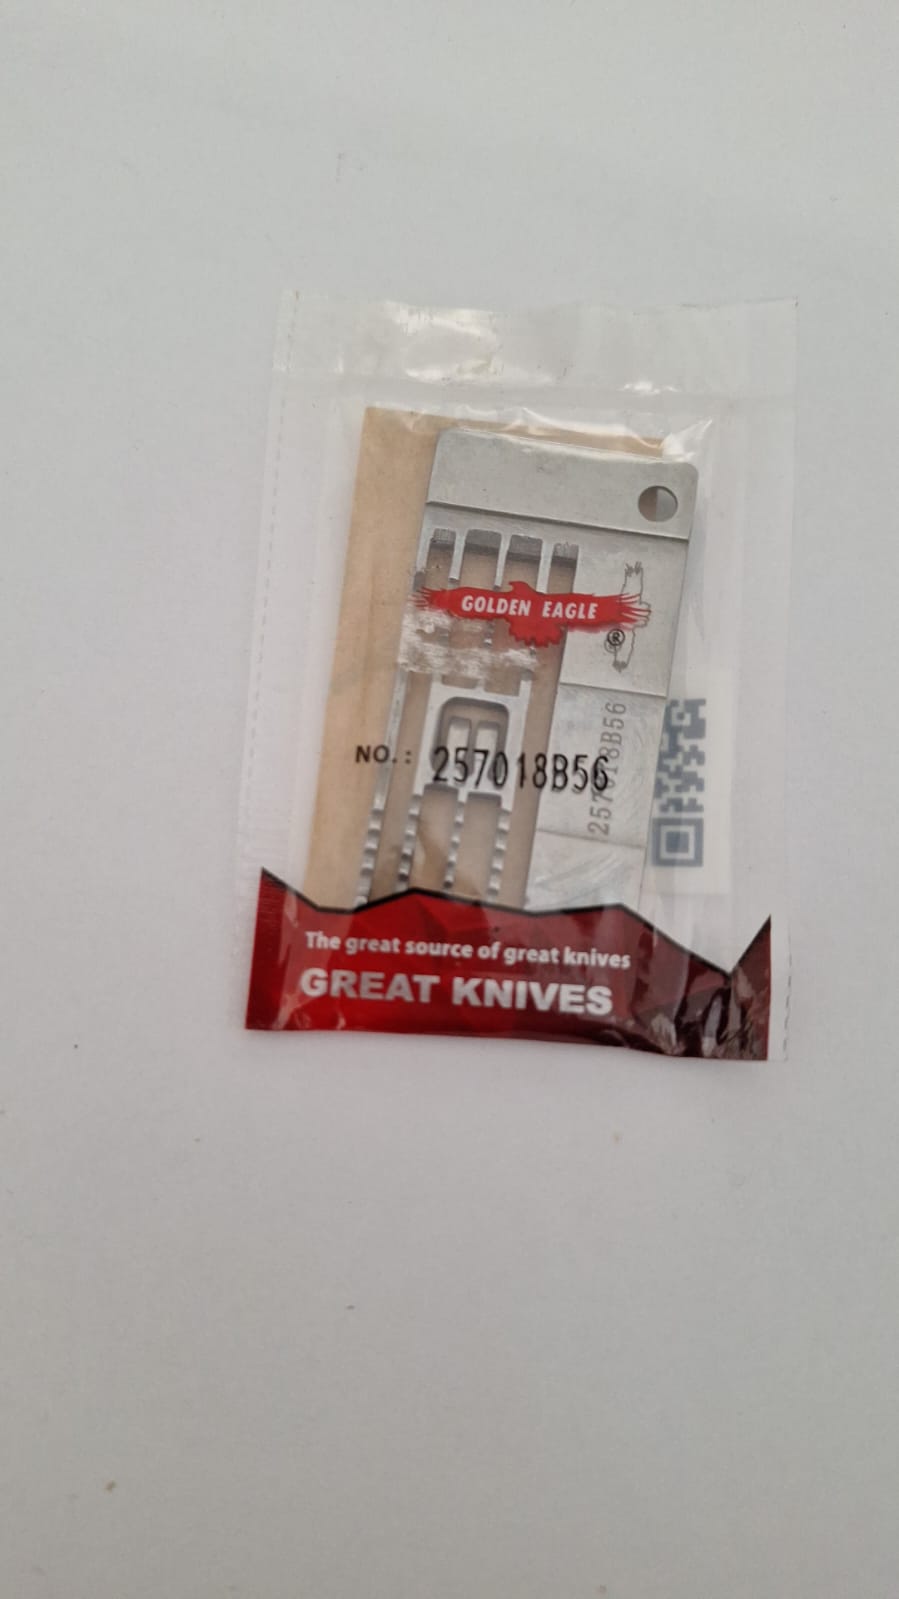 GOLDEN EAGLE
®
257018B56
NO.: 257018B56
The great source of great knives
GREAT KNIVES